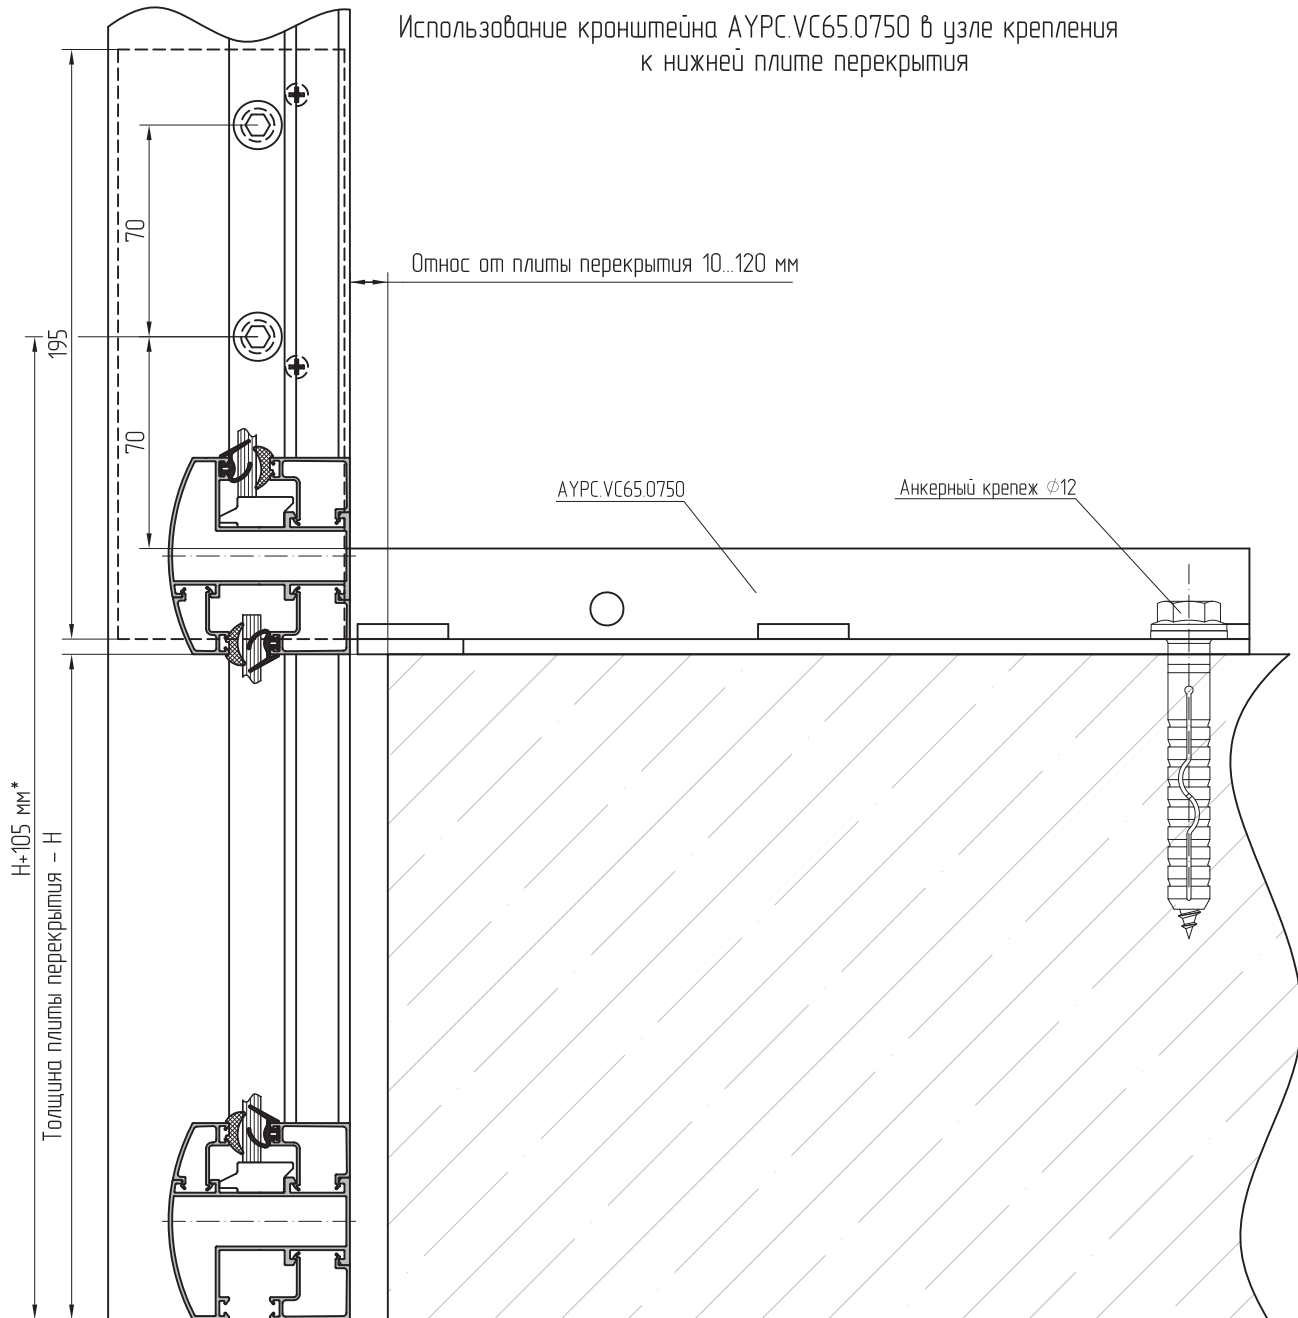 Использование кронштейна AYPC.VC65.0750 в узле крепления
к нижней плите перекрытия
70
Относ от плиты перекрытия 10...120 мм
195
70
AYPC.VC65.0750
Анкерный крепеж ∅12
H+105 мм*
Толщина плиты перекрытия – H